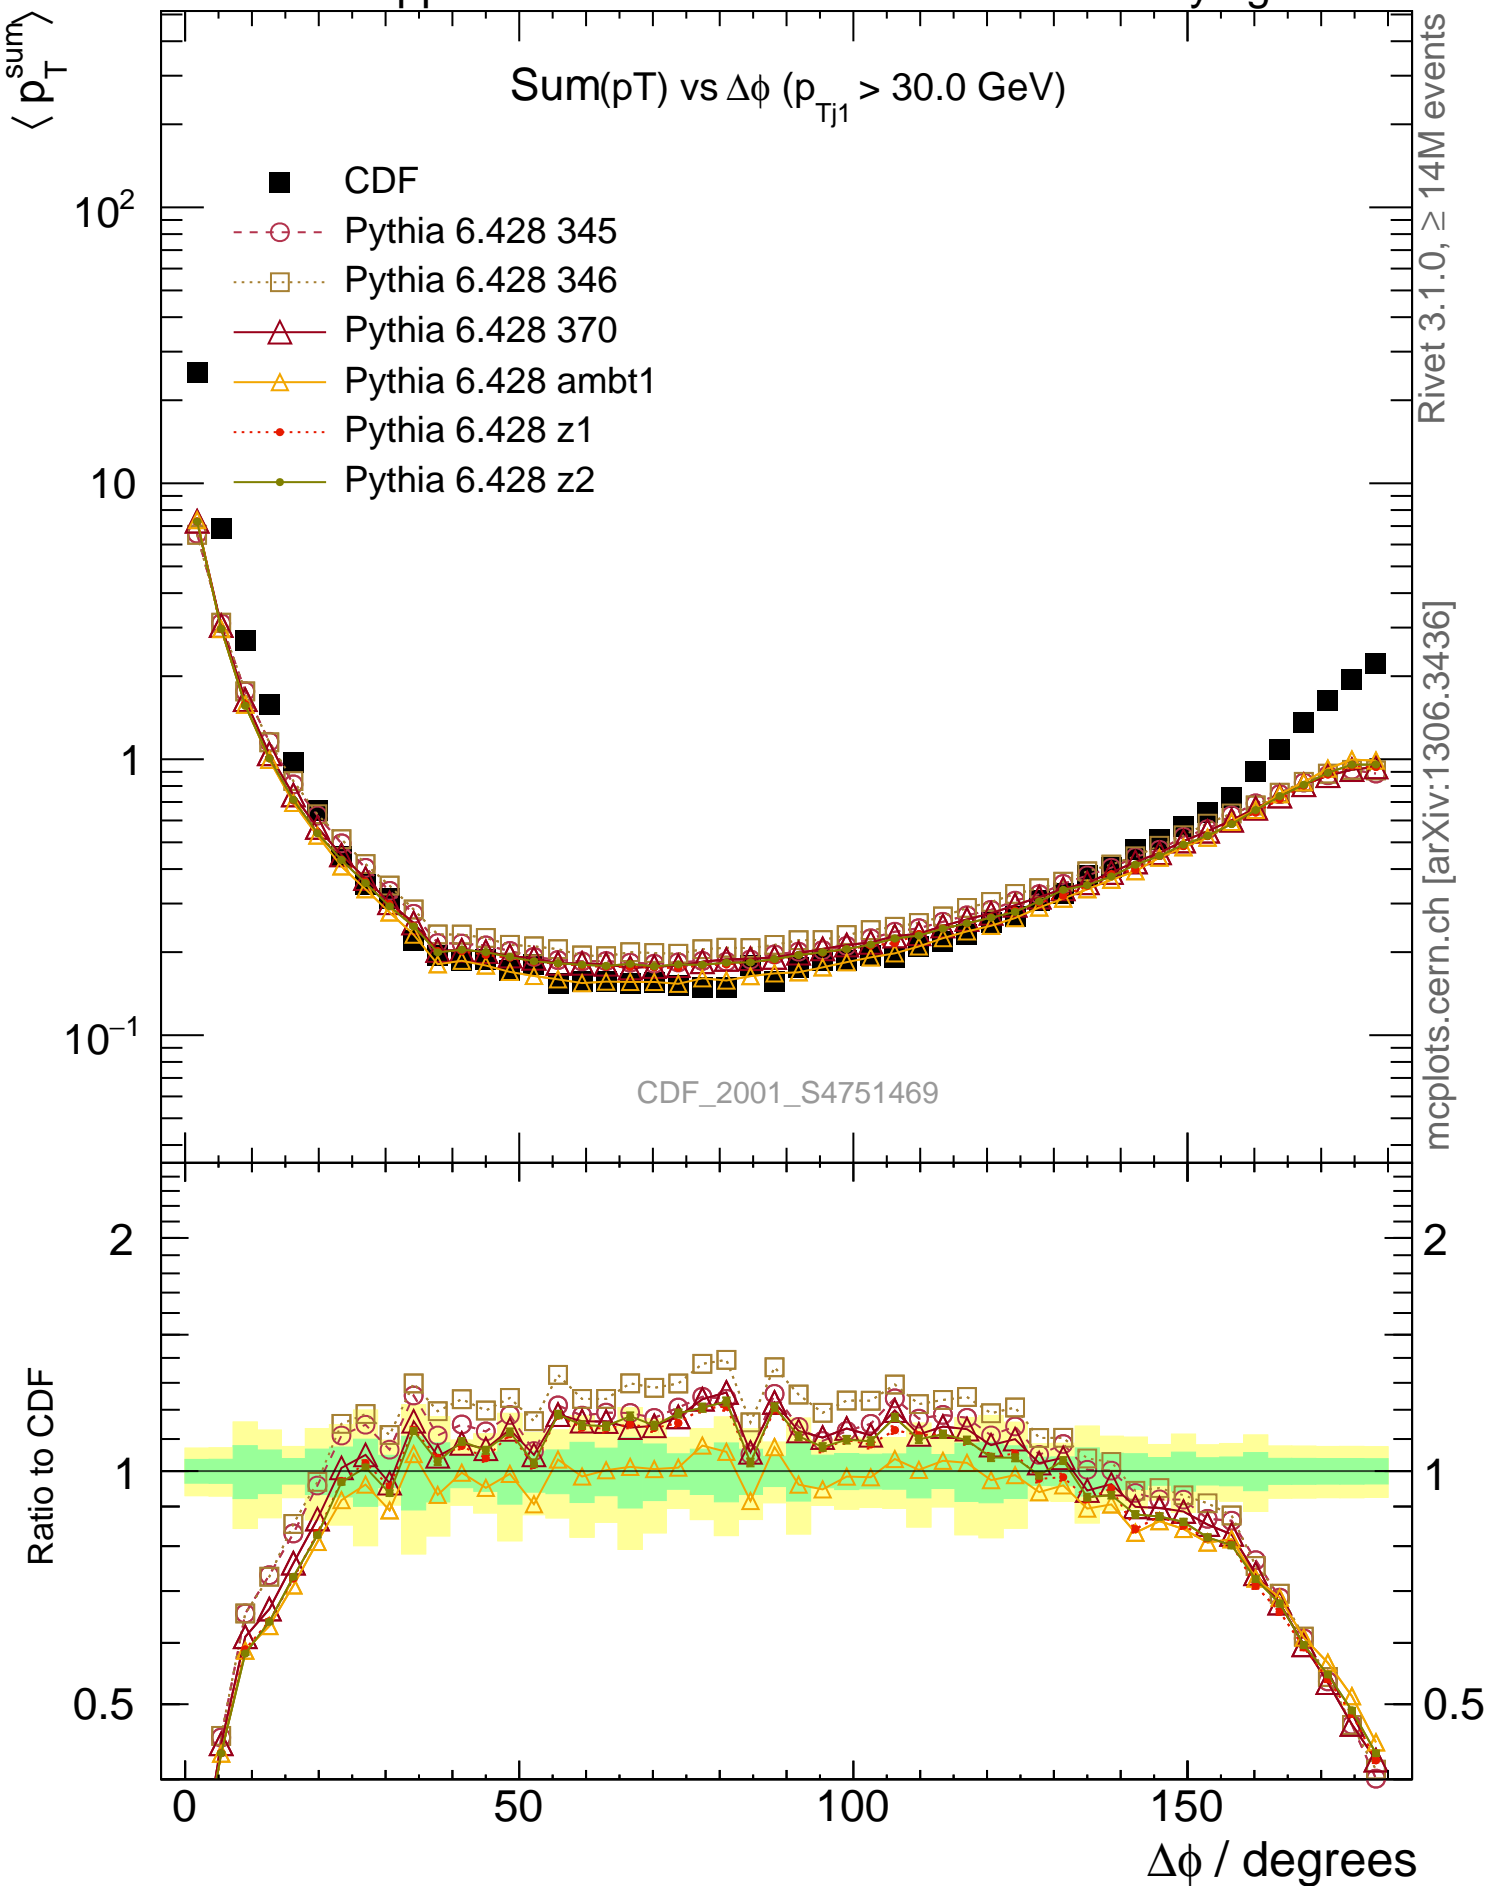 ⟨ p_T^sum ⟩
Sum(pT) vs Δϕ (p_Tj1 > 30.0 GeV)
CDF
Pythia 6.428 345
Pythia 6.428 346
Pythia 6.428 370
Pythia 6.428 ambt1
Pythia 6.428 z1
Pythia 6.428 z2
10²
10
1
10⁻¹
CDF_2001_S4751469
Rivet 3.1.0, ≥ 14M events
mcplots.cern.ch [arXiv:1306.3436]
Ratio to CDF
2
1
0.5
2
1
0.5
0
50
100
150
Δϕ / degrees